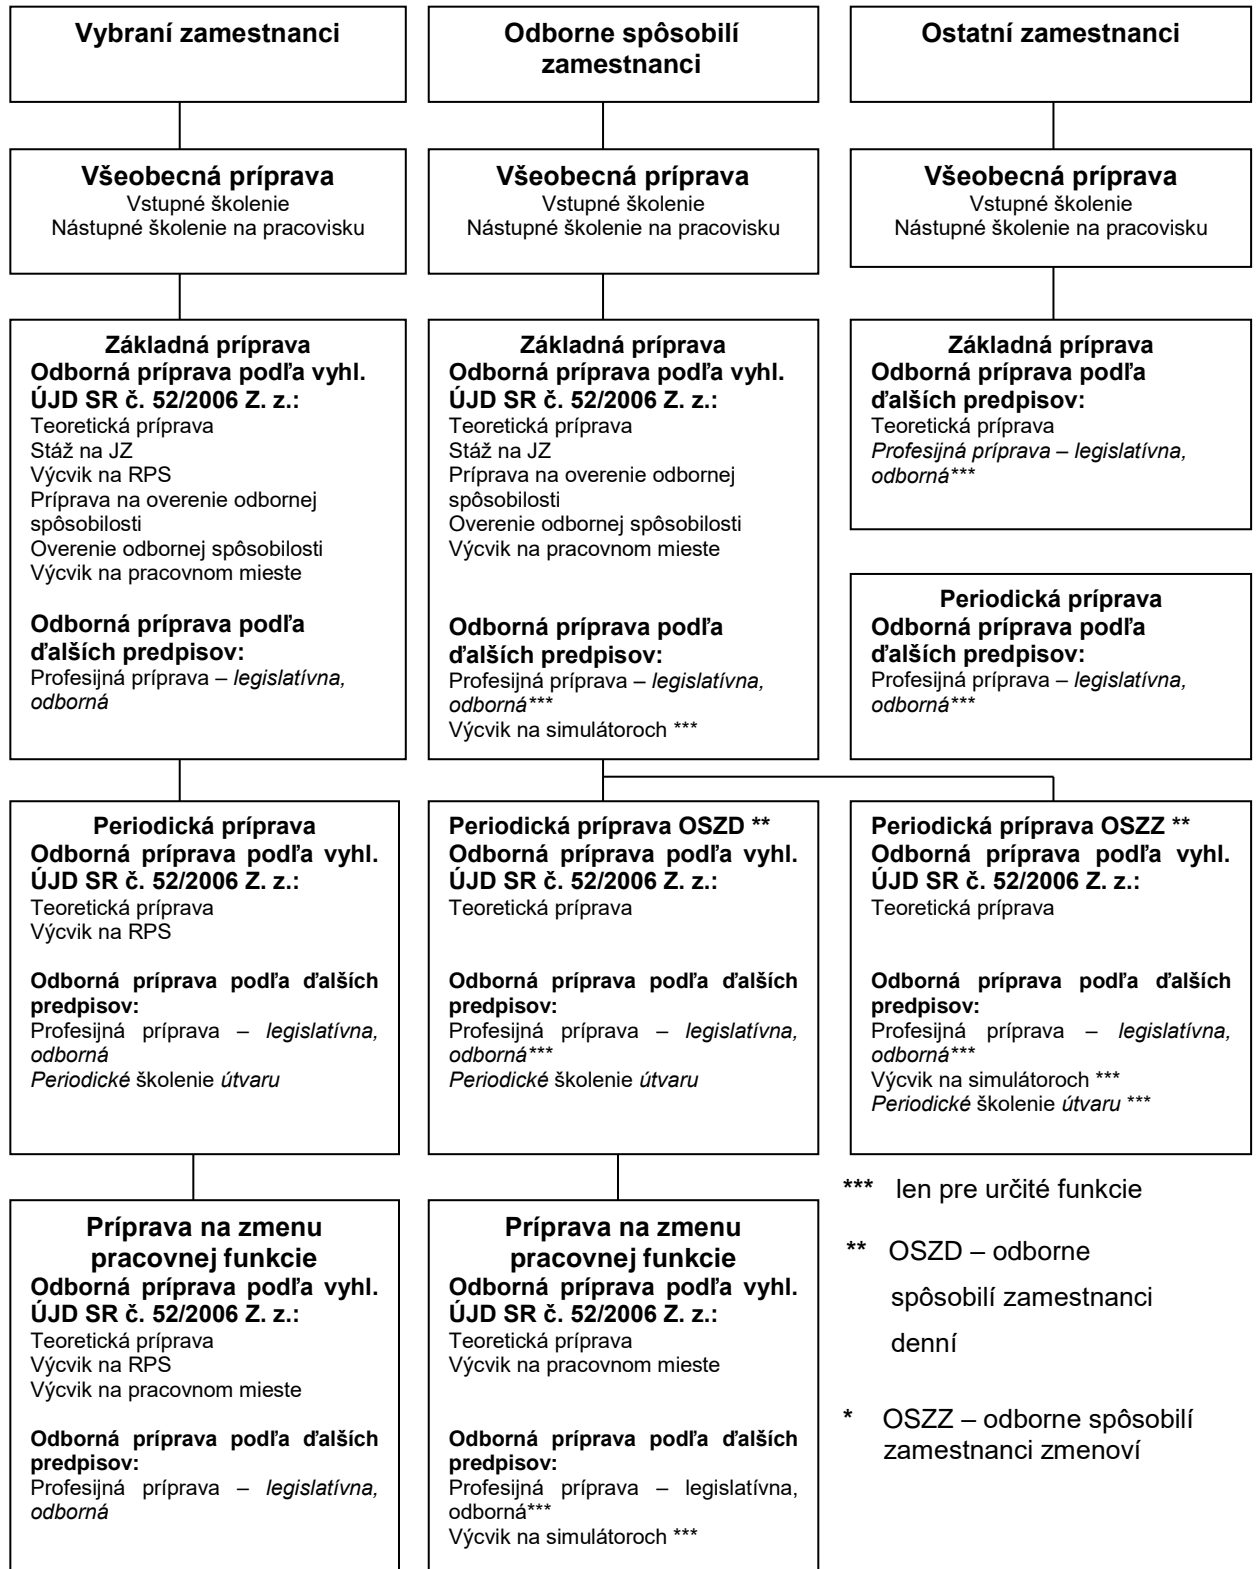 Vybraní zamestnanci
Odborne spôsobilí
zamestnanci
Ostatní zamestnanci
Všeobecná príprava
Vstupné školenie
Nástupné školenie na pracovisku
Všeobecná príprava
Vstupné školenie
Nástupné školenie na pracovisku
Všeobecná príprava
Vstupné školenie
Nástupné školenie na pracovisku
Základná príprava
Odborná príprava podľa vyhl.
ÚJD SR č. 52/2006 Z. z.:
Teoretická príprava
Stáž na JZ
Výcvik na RPS
Príprava na overenie odbornej
spôsobilosti
Overenie odbornej spôsobilosti
Výcvik na pracovnom mieste
Odborná príprava podľa
ďalších predpisov:
Profesijná príprava – legislatívna,
odborná
Základná príprava
Odborná príprava podľa vyhl.
ÚJD SR č. 52/2006 Z. z.:
Teoretická príprava
Stáž na JZ
Príprava na overenie odbornej
spôsobilosti
Overenie odbornej spôsobilosti
Výcvik na pracovnom mieste
Odborná príprava podľa
ďalších predpisov:
Profesijná príprava – legislatívna,
odborná***
Výcvik na simulátoroch ***
Základná príprava
Odborná príprava podľa
ďalších predpisov:
Teoretická príprava
Profesijná príprava – legislatívna,
odborná***
Periodická príprava
Odborná príprava podľa
ďalších predpisov:
Profesijná príprava – legislatívna,
odborná***
Periodická príprava
Odborná príprava podľa vyhl.
ÚJD SR č. 52/2006 Z. z.:
Teoretická príprava
Výcvik na RPS
Odborná príprava podľa ďalších
predpisov:
Profesijná príprava – legislatívna,
odborná
Periodické školenie útvaru
Periodická príprava OSZD **
Odborná príprava podľa vyhl.
ÚJD SR č. 52/2006 Z. z.:
Teoretická príprava
Odborná príprava podľa ďalších
predpisov:
Profesijná príprava – legislatívna,
odborná***
Periodické školenie útvaru
Periodická príprava OSZZ **
Odborná príprava podľa vyhl.
ÚJD SR č. 52/2006 Z. z.:
Teoretická príprava
Odborná príprava podľa ďalších
predpisov:
Profesijná príprava – legislatívna,
odborná***
Výcvik na simulátoroch ***
Periodické školenie útvaru ***
Príprava na zmenu
pracovnej funkcie
Odborná príprava podľa vyhl.
ÚJD SR č. 52/2006 Z. z.:
Teoretická príprava
Výcvik na RPS
Výcvik na pracovnom mieste
Odborná príprava podľa ďalších
predpisov:
Profesijná príprava – legislatívna,
odborná
Príprava na zmenu
pracovnej funkcie
Odborná príprava podľa vyhl.
ÚJD SR č. 52/2006 Z. z.:
Teoretická príprava
Výcvik na pracovnom mieste
Odborná príprava podľa ďalších
predpisov:
Profesijná príprava – legislatívna,
odborná***
Výcvik na simulátoroch ***
*** len pre určité funkcie
** OSZD – odborne
spôsobilí zamestnanci
denní
* OSZZ – odborne spôsobilí
zamestnanci zmenoví